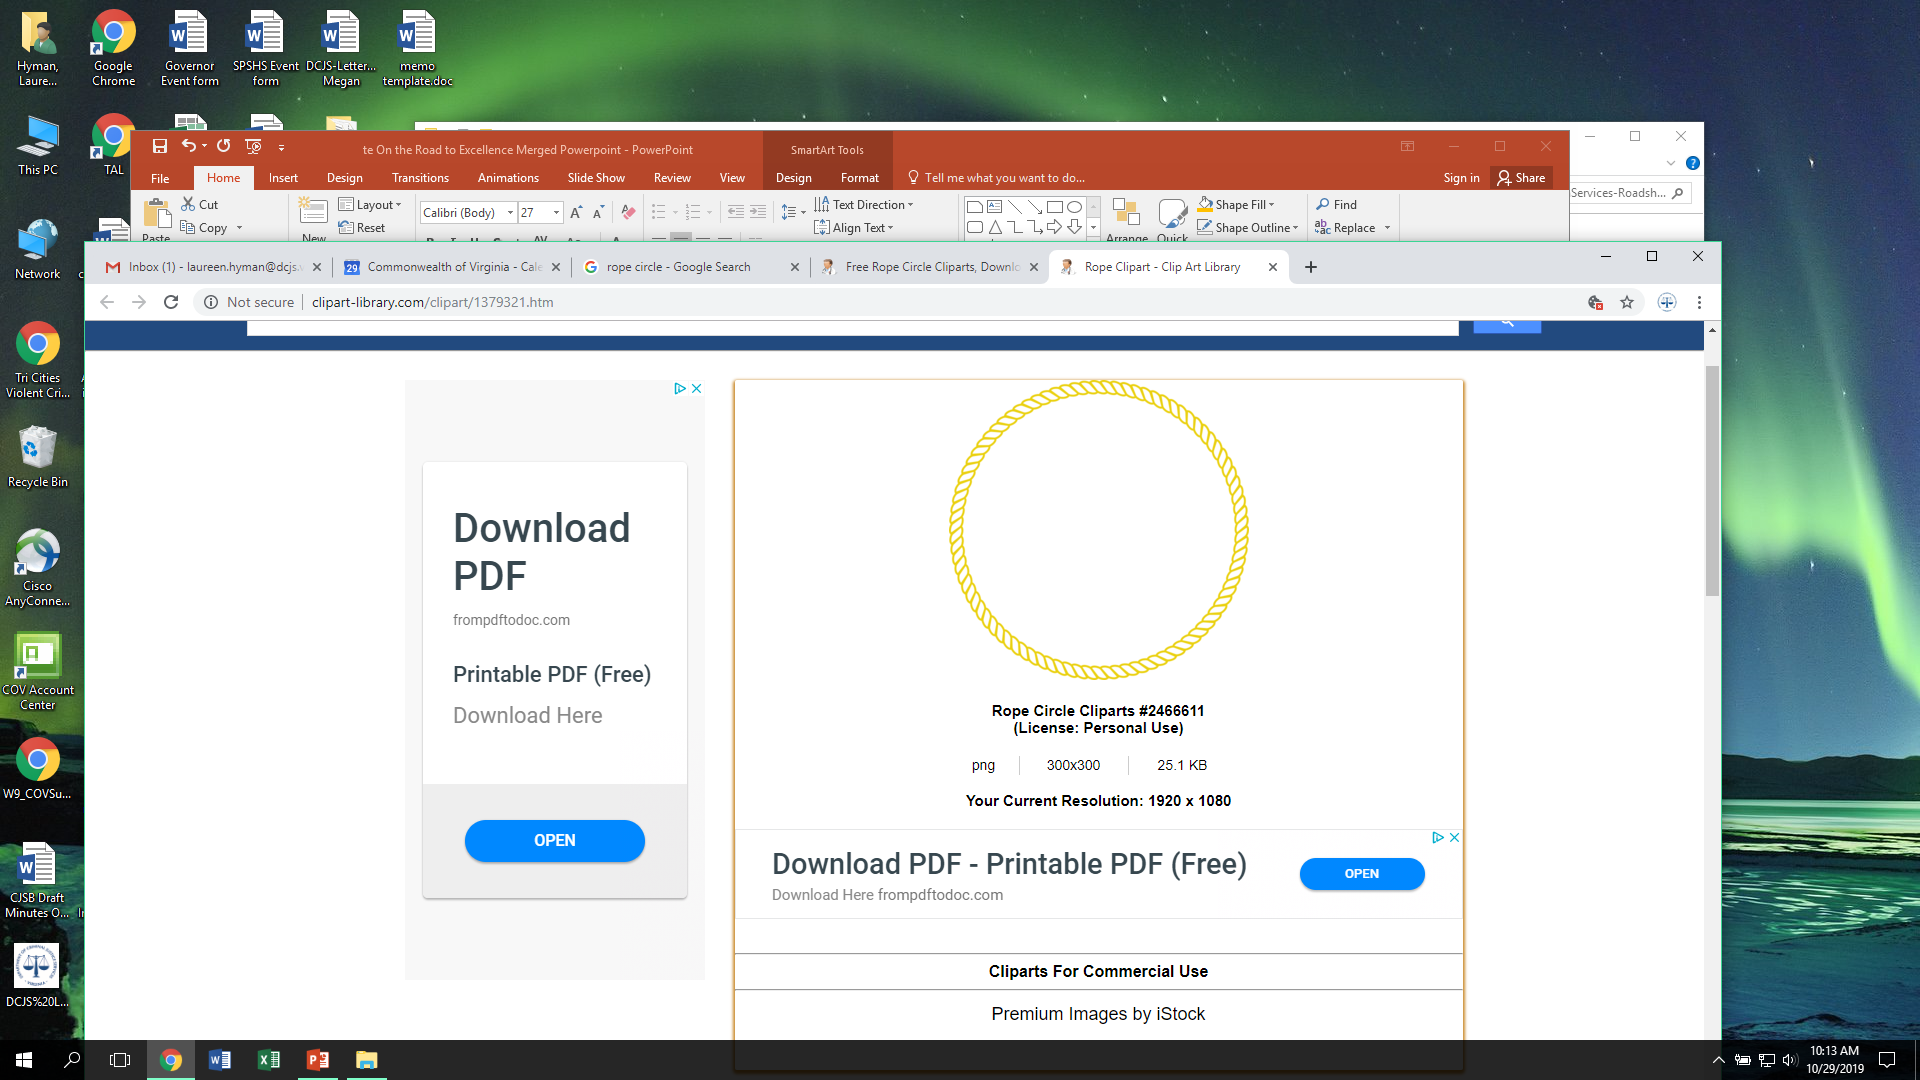 Hyman,
Laure...
Google
Chrome
Governor
Event form
SPSHS Event
form
DCJS-Letter...
Megan
memo
template.doc
This PC
TAL
te On the Road to Excellence Merged Powerpoint - PowerPoint
SmartArt Tools
File
Home
Insert
Design
Transitions
Animations
Slide Show
Review
View
Design
Format
Tell me what you want to do...
Sign in
Share
Services-Roadsh...
Cut
Copy
Paste
New
Layout
Reset
Calibri (Body)
27
Text Direction
Align Text
Arrange
Quick
Shape Fill
Shape Outline
Find
Replace
Network
Inbox (1) - laureen.hyman@dcjs.
Commonwealth of Virginia - Cale
rope circle - Google Search
Free Rope Circle Cliparts, Downlo
Rope Clipart - Clip Art Library
Not secure
clipart-library.com/clipart/1379321.htm
Tri Cities
Violent Cri...
Recycle Bin
Cisco
AnyConne...
COV Account
Center
W9_COVSu...
CJSB Draft
Minutes O...
DCJS%20L...
Download
PDF
frompdftodoc.com
Printable PDF (Free)
Download Here
OPEN
Rope Circle Cliparts #2466611
(License: Personal Use)
png
300x300
25.1 KB
Your Current Resolution: 1920 x 1080
Download PDF - Printable PDF (Free)
Download Here frompdftodoc.com
OPEN
Cliparts For Commercial Use
Premium Images by iStock
10:13 AM
10/29/2019